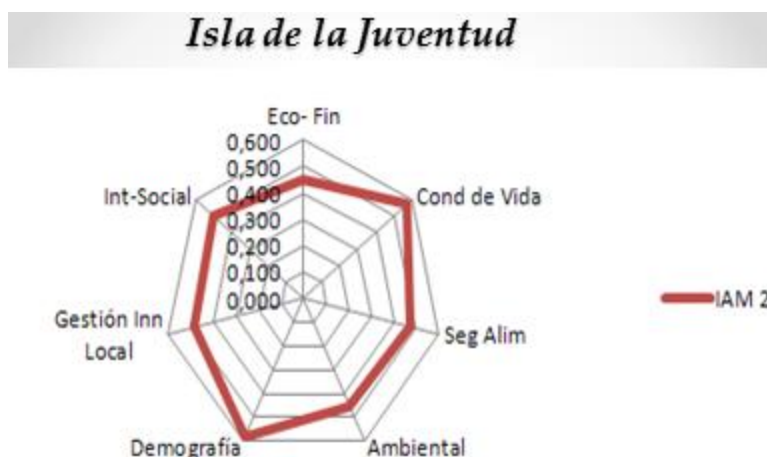 Isla de la Juventud
Eco- Fin
0,600
0,500
0,400
0,300
0,200
0,100
0,000
Cond de Vida
Seg Alim
Ambiental
Demografía
Gestión Inn
Local
Int-Social
IAM 2